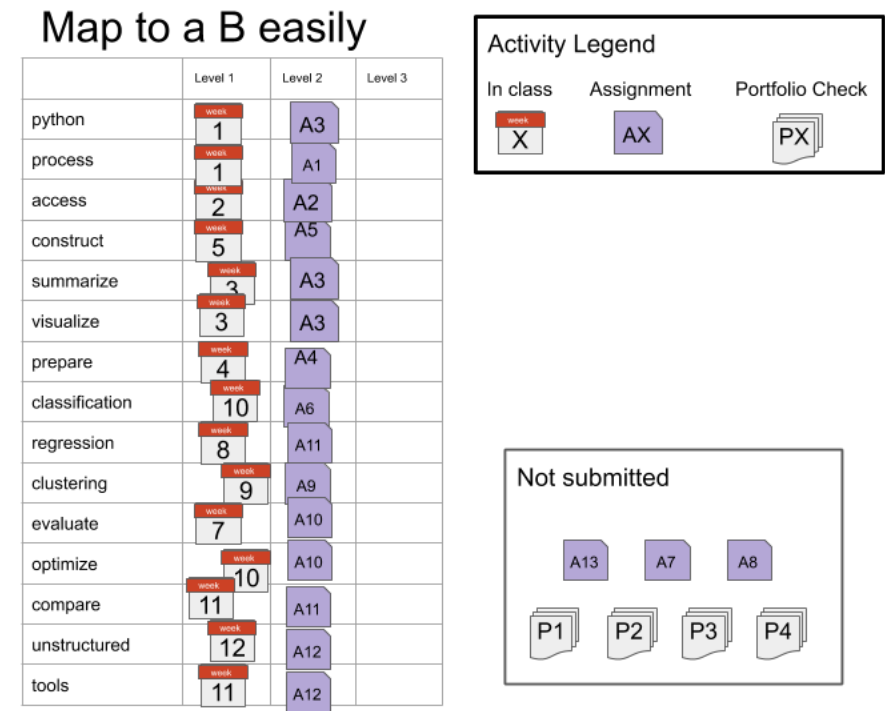 Map to a B easily
Level 1 Level 2 Level 3
python week 1 A3
process week 1 A1
access week 2 A2
construct week 5 A5
summarize week 3 A3
visualize week 3 A3
prepare week 4 A4
classification week 10 A6
regression week 8 A11
clustering week 9 A9
evaluate week 7 A10
optimize week 10 A10
compare week 11 A11
unstructured week 12 A12
tools week 11 A12
Activity Legend
In class Assignment Portfolio Check
week X AX PX
Not submitted
A13 A7 A8
P1 P2 P3 P4